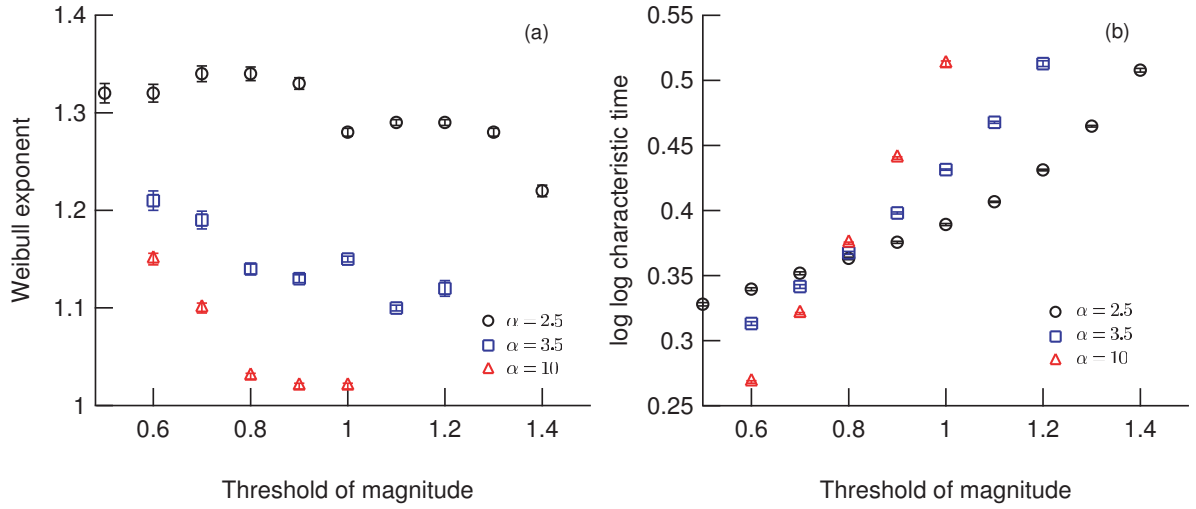 (a)
Weibull exponent
1.4
1.3
1.2
1.1
1
0.6
0.8
1
1.2
1.4
Threshold of magnitude
α = 2.5
α = 3.5
α = 10
(b)
log log characteristic time
0.55
0.5
0.45
0.4
0.35
0.3
0.25
0.6
0.8
1
1.2
1.4
Threshold of magnitude
α = 2.5
α = 3.5
α = 10